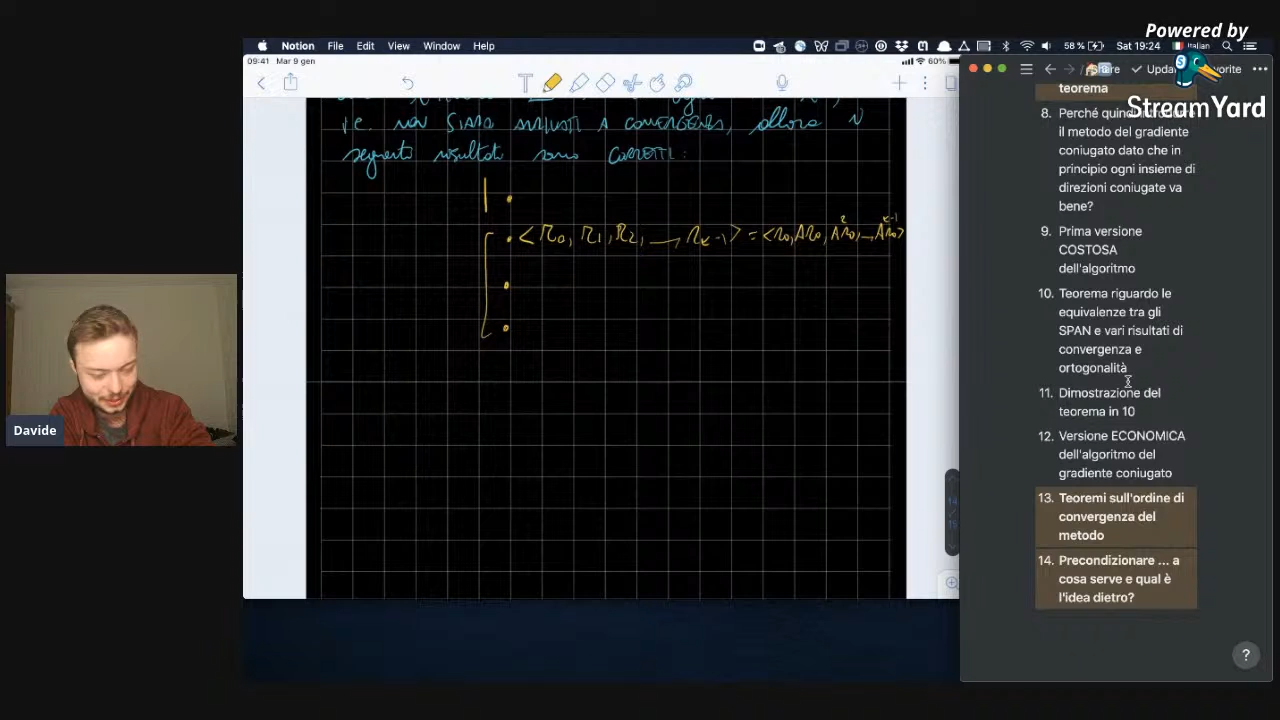 Powered by
StreamYard
Notion File Edit View Window Help
58 % Sat 19:24 Italian
09:41 Mar 9 gen
60%
i.e. non siamo arrivati a convergenza, allora i
seguenti risultati sono corretti:
< r0, r1, r2, — , rk-1 > = < r0, Ar0, A²r0, — Aᵏ⁻¹r0 >
Davide
Share Favorite
teorema
8. Perché quindi
il metodo del gradiente
coniugato dato che in
principio ogni insieme di
direzioni coniugate va
bene?
9. Prima versione
COSTOSA
dell'algoritmo
10. Teorema riguardo le
equivalenze tra gli
SPAN e vari risultati di
convergenza e
ortogonalità
11. Dimostrazione del
teorema in 10
12. Versione ECONOMICA
dell'algoritmo del
gradiente coniugato
13. Teoremi sull'ordine di
convergenza del
metodo
14. Precondizionare ... a
cosa serve e qual è
l'idea dietro?
?